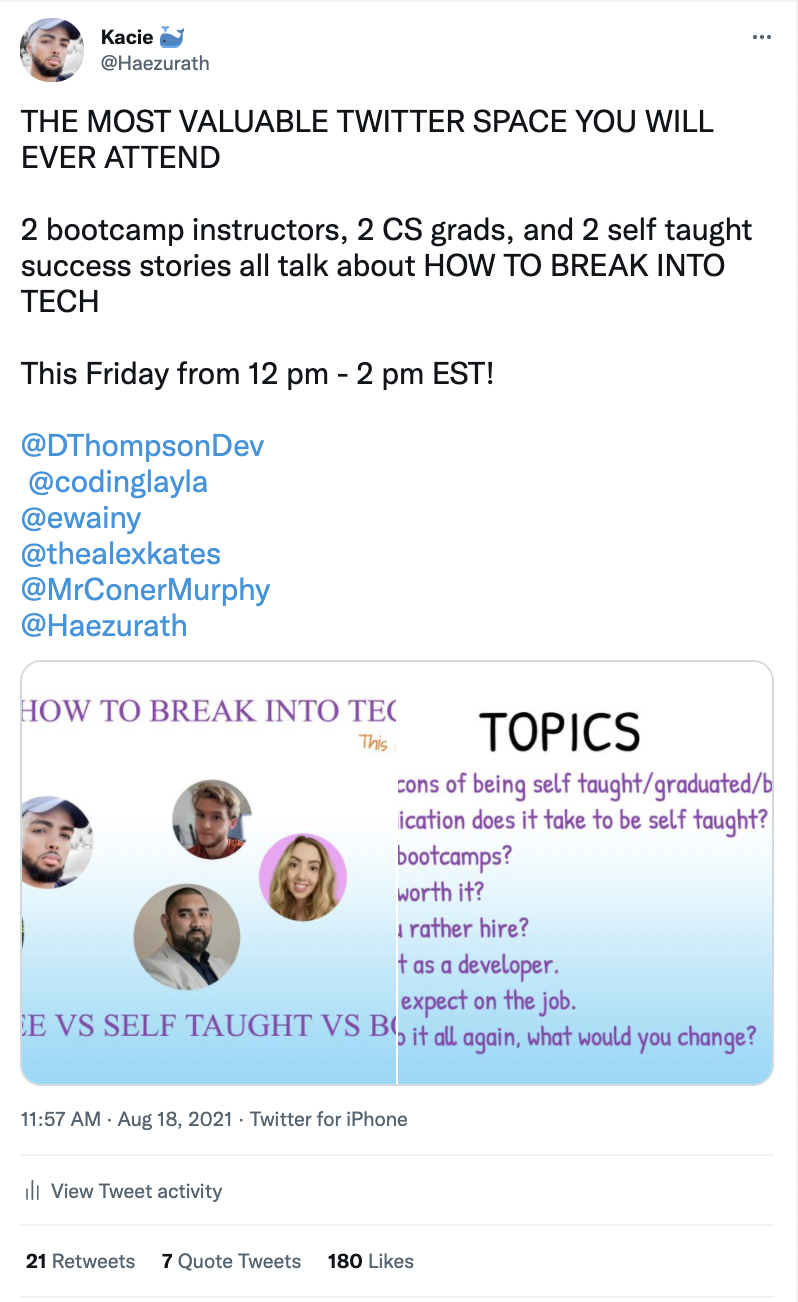 Kacie 🐳
@Haezurath
THE MOST VALUABLE TWITTER SPACE YOU WILL
EVER ATTEND
2 bootcamp instructors, 2 CS grads, and 2 self taught
success stories all talk about HOW TO BREAK INTO
TECH
This Friday from 12 pm - 2 pm EST!
@DThompsonDev
@codinglayla
@ewainy
@thealexkates
@MrConerMurphy
@Haezurath
HOW TO BREAK INTO TEC
This
E VS SELF TAUGHT VS BO
TOPICS
cons of being self taught/graduated/b
ication does it take to be self taught?
bootcamps?
worth it?
rather hire?
t as a developer.
expect on the job.
o it all again, what would you change?
11:57 AM · Aug 18, 2021 · Twitter for iPhone
View Tweet activity
21 Retweets 7 Quote Tweets 180 Likes